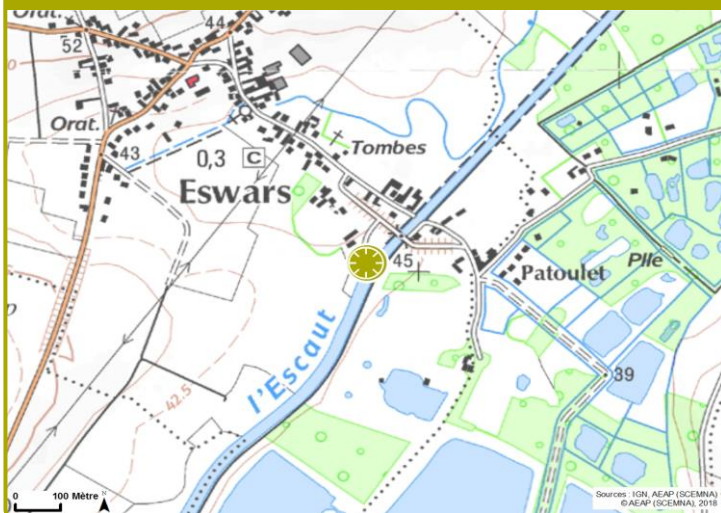 Orat.
44
52
Orat.
43
0,3
C
Tombes
Eswars
45
Patoulet
Plle
l'Escaut
42.5
39
0 100 Mètre N
Sources : IGN, AEAP (SCEMNA)
© AEAP (SCEMNA), 2018